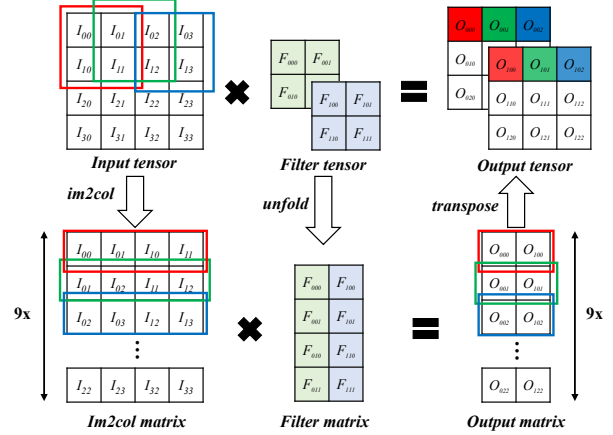 I00 I01 I02 I03
I10 I11 I12 I13
I20 I21 I22 I23
I30 I31 I32 I33
Input tensor
F000 F001
F010
F100 F101
F110 F111
Filter tensor
O000 O001 O002
O010
O020
O100 O101 O102
O110 O111 O112
O120 O121 O122
Output tensor
im2col
unfold
transpose
9x
I00 I01 I10 I11
I01 I02 I11 I12
I02 I03 I12 I13
I22 I23 I32 I33
Im2col matrix
F000 F100
F001 F101
F010 F110
F011 F111
Filter matrix
O000 O100
O001 O101
O002 O102
O022 O122
Output matrix
9x